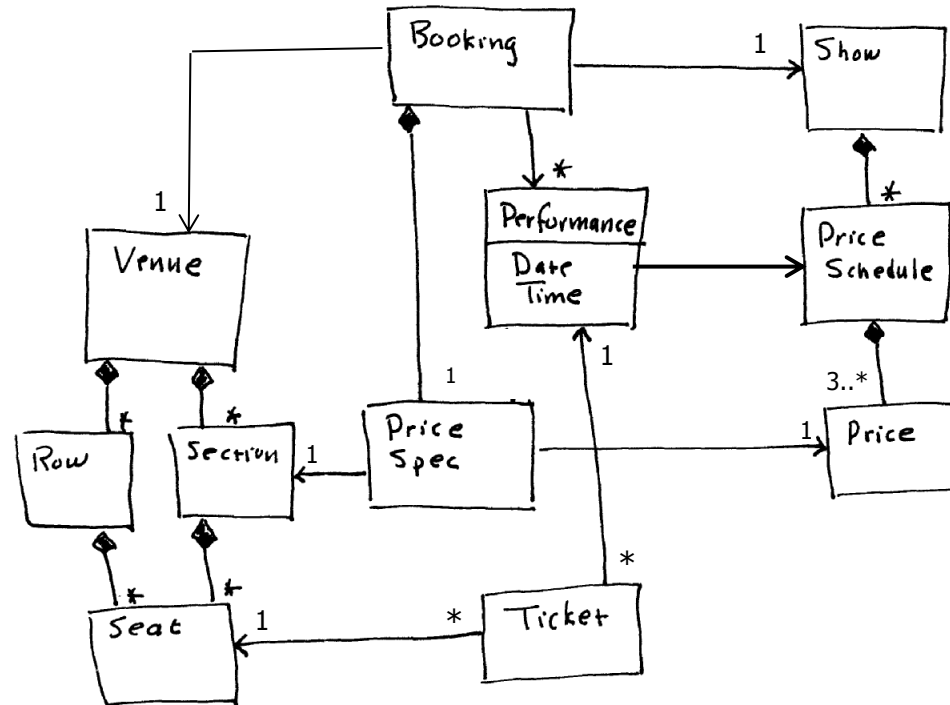 Booking
1
Show
1
*
*
Performance
Price
Schedule
Venue
Date
Time
1
3..*
1
*
*
Row
Section
1
Price
Spec
1
Price
*
*
*
Seat
1
*
Ticket